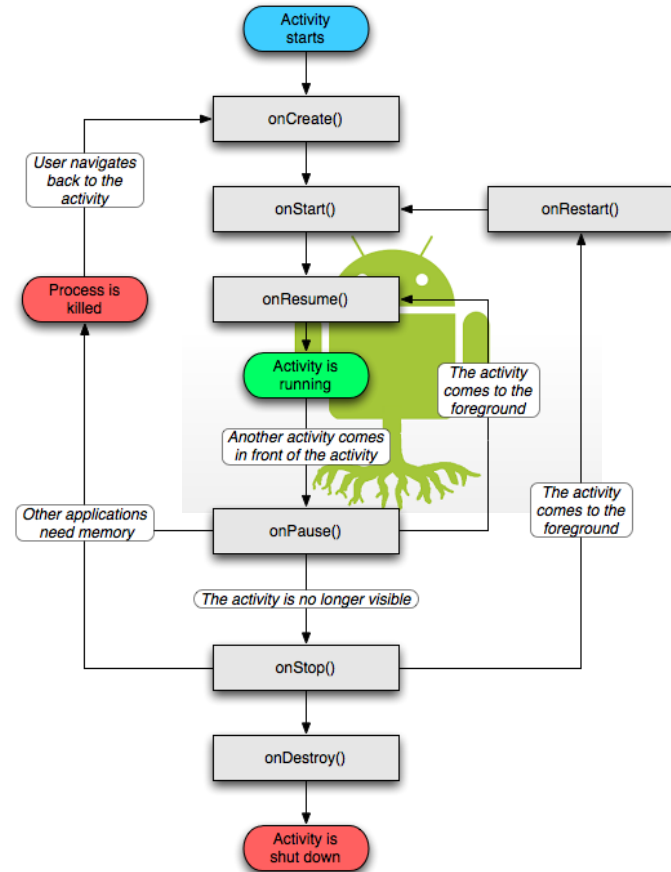 Activity
starts
onCreate()
User navigates
back to the
activity
onStart()
onRestart()
Process is
killed
onResume()
Activity is
running
The activity
comes to the
foreground
Another activity comes
in front of the activity
The activity
comes to the
foreground
Other applications
need memory
onPause()
The activity is no longer visible
onStop()
onDestroy()
Activity is
shut down